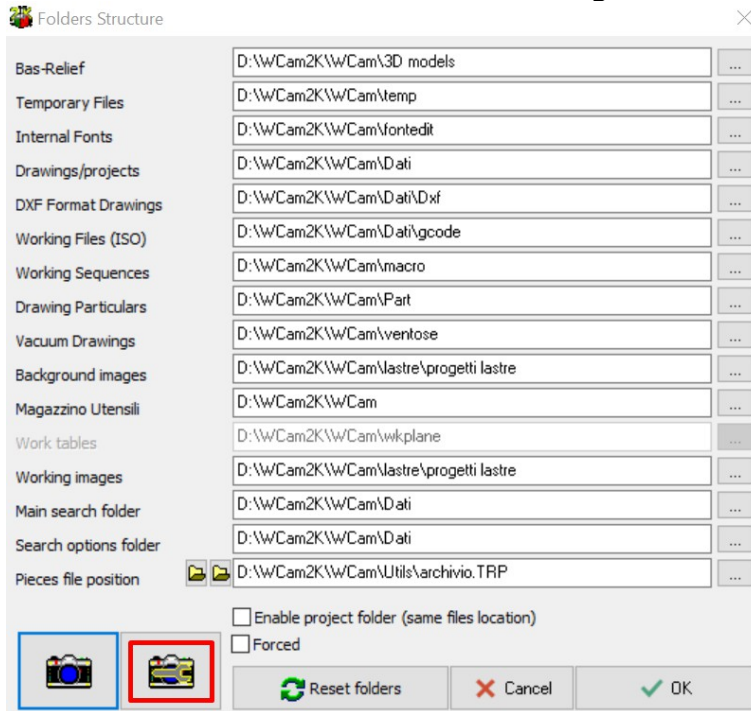 Folders Structure
Bas-Relief D:\WCam2K\WCam\3D models ...
Temporary Files D:\WCam2K\WCam\temp ...
Internal Fonts D:\WCam2K\WCam\fontedit ...
Drawings/projects D:\WCam2K\WCam\Dati ...
DXF Format Drawings D:\WCam2K\WCam\Dati\Dxf ...
Working Files (ISO) D:\WCam2K\WCam\Dati\gcode ...
Working Sequences D:\WCam2K\WCam\macro ...
Drawing Particulars D:\WCam2K\WCam\Part ...
Vacuum Drawings D:\WCam2K\WCam\ventose ...
Background images D:\WCam2K\WCam\lastre\progetti lastre ...
Magazzino Utensili D:\WCam2K\WCam ...
Work tables D:\WCam2K\WCam\wkplane ...
Working images D:\WCam2K\WCam\lastre\progetti lastre ...
Main search folder D:\WCam2K\WCam\Dati ...
Search options folder D:\WCam2K\WCam\Dati ...
Pieces file position D:\WCam2K\WCam\Utils\archivio.TRP ...
Enable project folder (same files location)
Forced
Reset folders Cancel OK